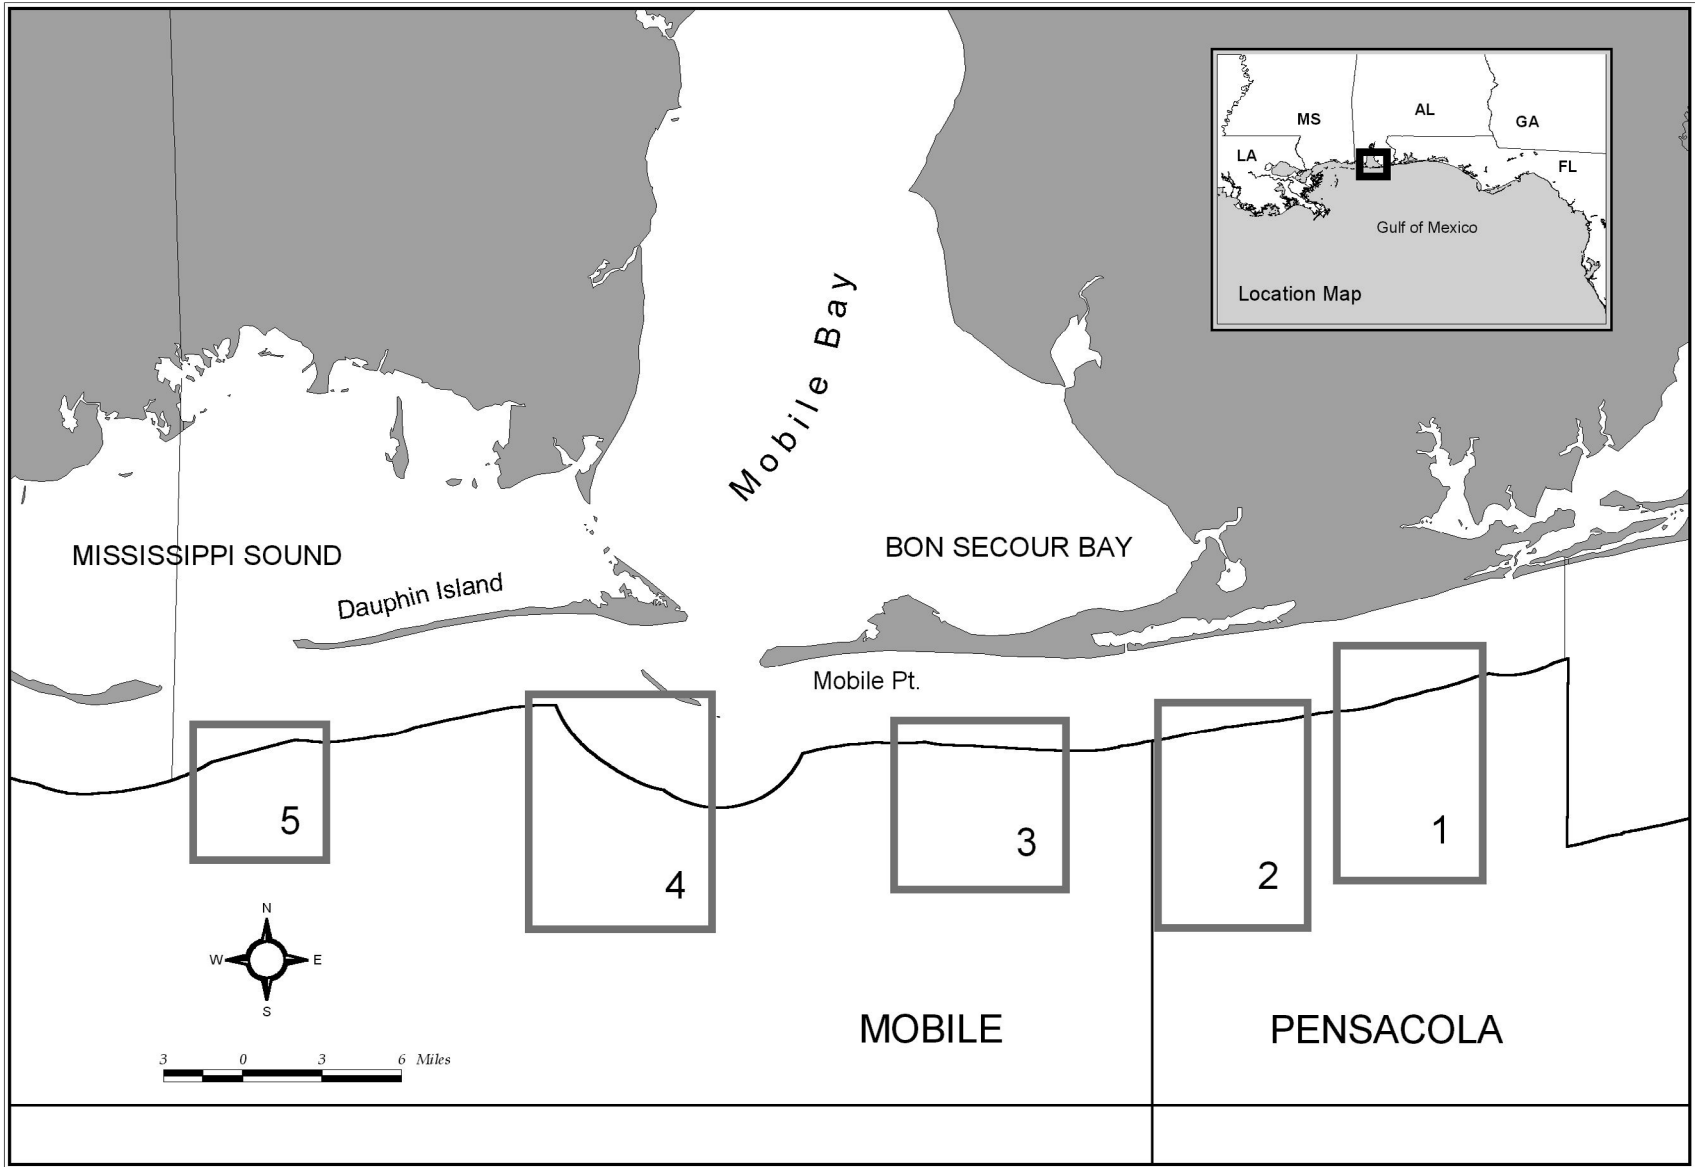 MS
AL
GA
LA
FL
Gulf of Mexico
Location Map
Mobile Bay
MISSISSIPPI SOUND
BON SECOUR BAY
Dauphin Island
Mobile Pt.
5
4
3
2
1
N
W E
S
MOBILE
PENSACOLA
3 0 3 6 Miles